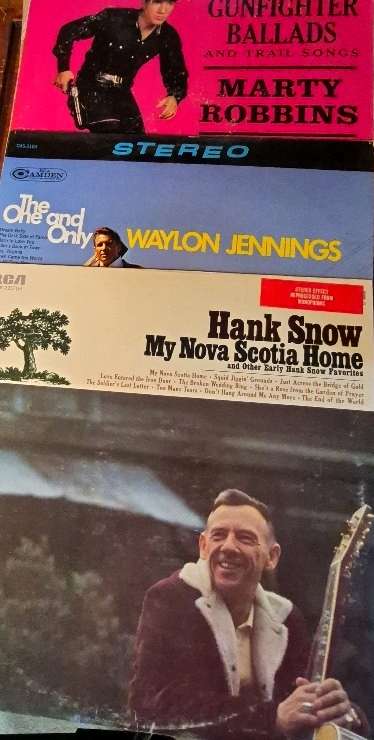 GUNFIGHTER
BALLADS
AND TRAIL SONGS
MARTY
ROBBINS
STEREO
CAMDEN
The
One and
Only
WAYLON JENNINGS
RCA
STEREO EFFECT
REPROCESSED FROM
MONOPHONIC
Hank Snow
My Nova Scotia Home
and Other Early Hank Snow Favorites
My Nova Scotia Home • Squid Jiggin' Grounds • Just Across the Bridge of Gold
Love Entered the Iron Door • The Broken Wedding Ring • She's a Rose from the Garden of Prayer
The Soldier's Last Letter • Too Many Tears • Don't Hang Around Me Any More • The End of the World